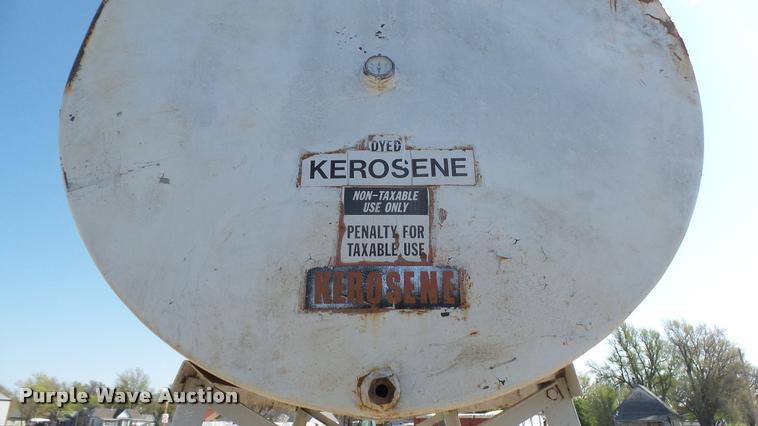 DYED
KEROSENE
NON-TAXABLE
USE ONLY
PENALTY FOR
TAXABLE USE
KEROSENE
Purple Wave Auction